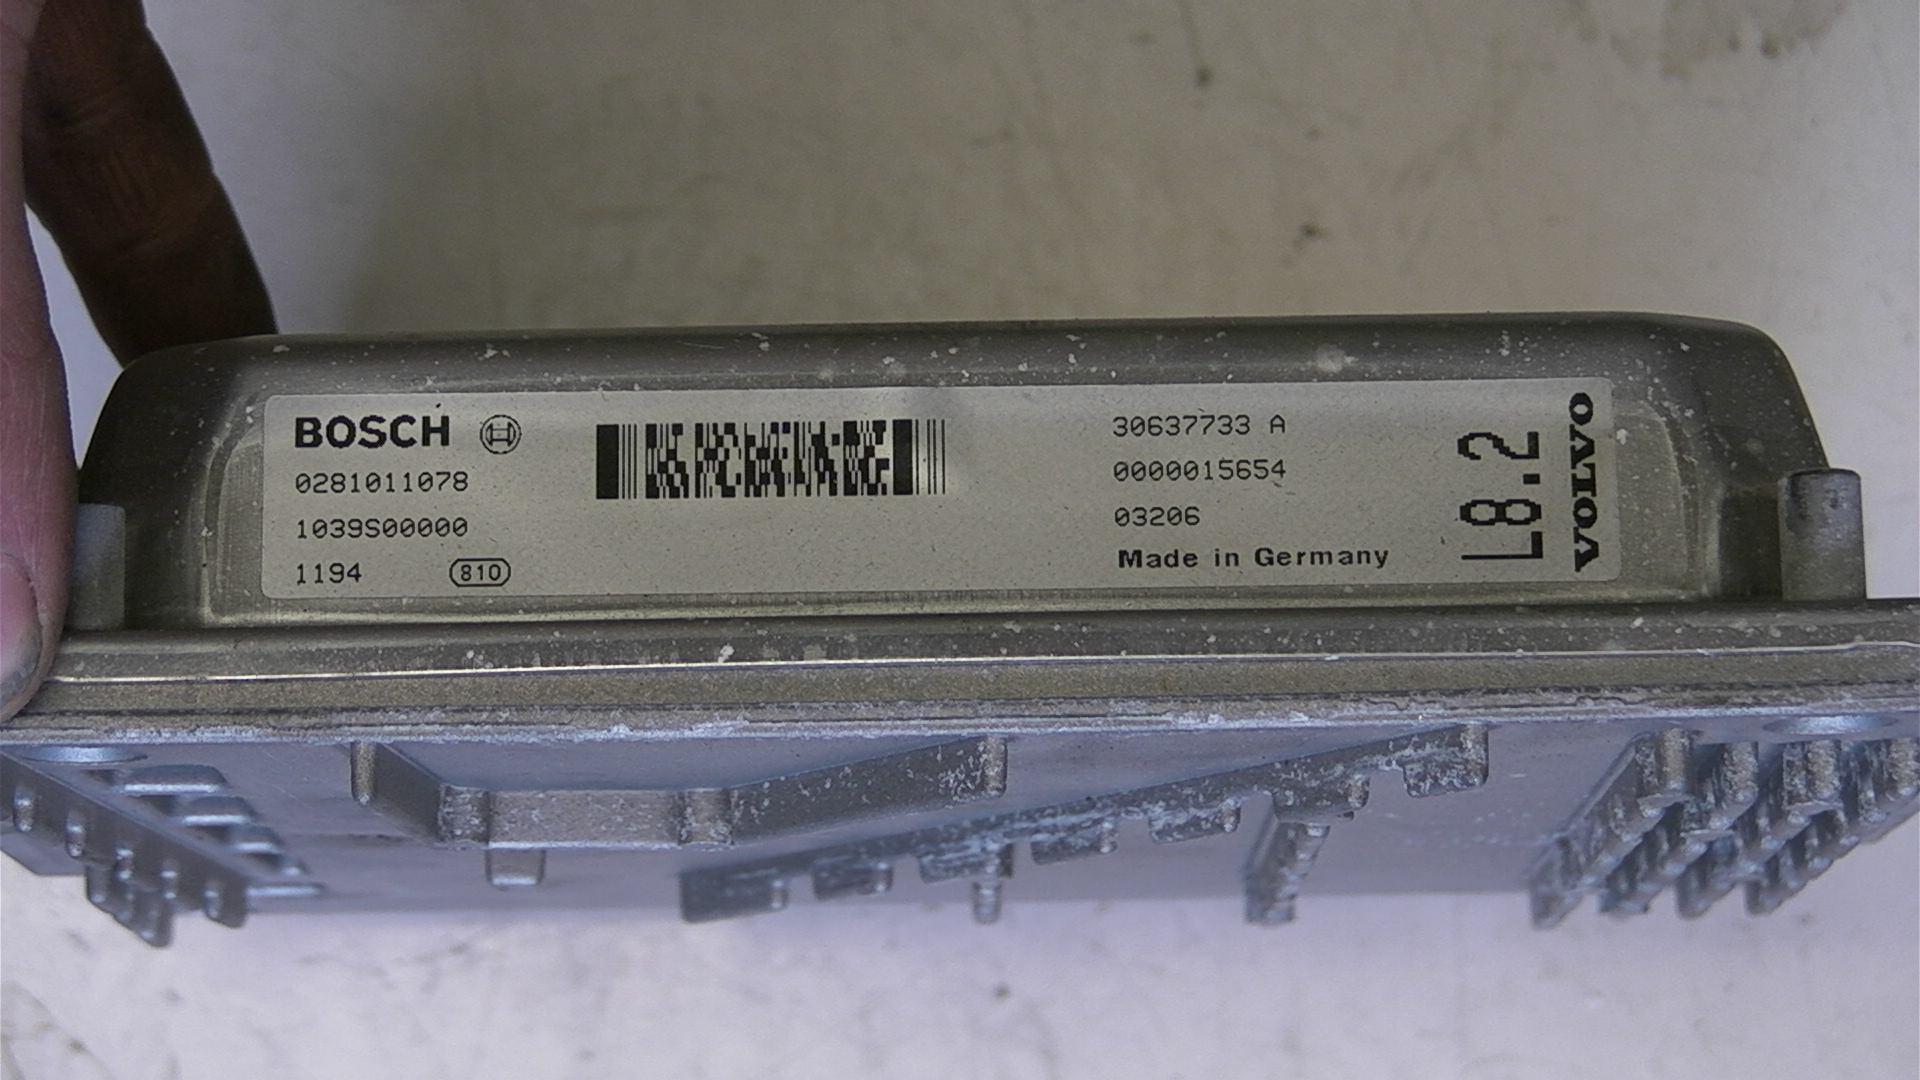 BOSCH
0281011078
1039S00000
1194 810
30637733 A
0000015654
03206
Made in Germany
L8.2
VOLVO